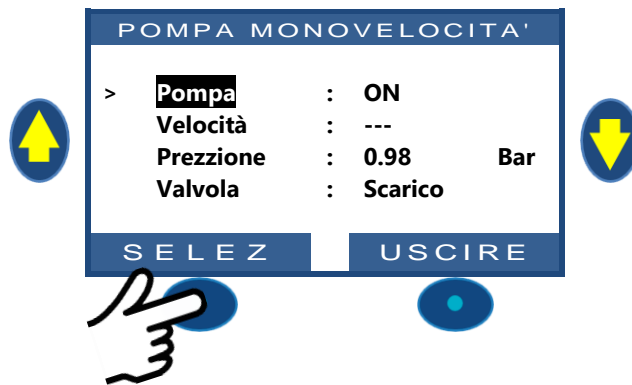 POMPA MONOVELOCITA'
> Pompa : ON
Velocità : ---
Prezzione : 0.98 Bar
Valvola : Scarico
SELEZ USCIRE